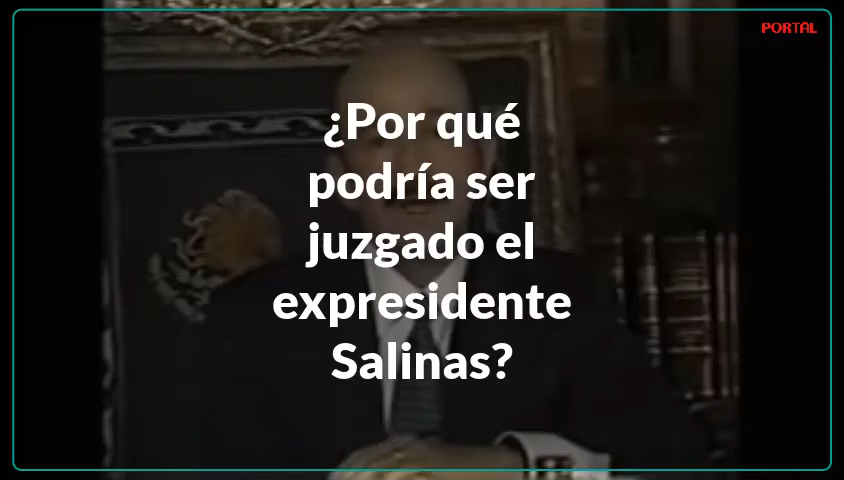 PORTAL
¿Por qué
podría ser
juzgado el
expresidente
Salinas?